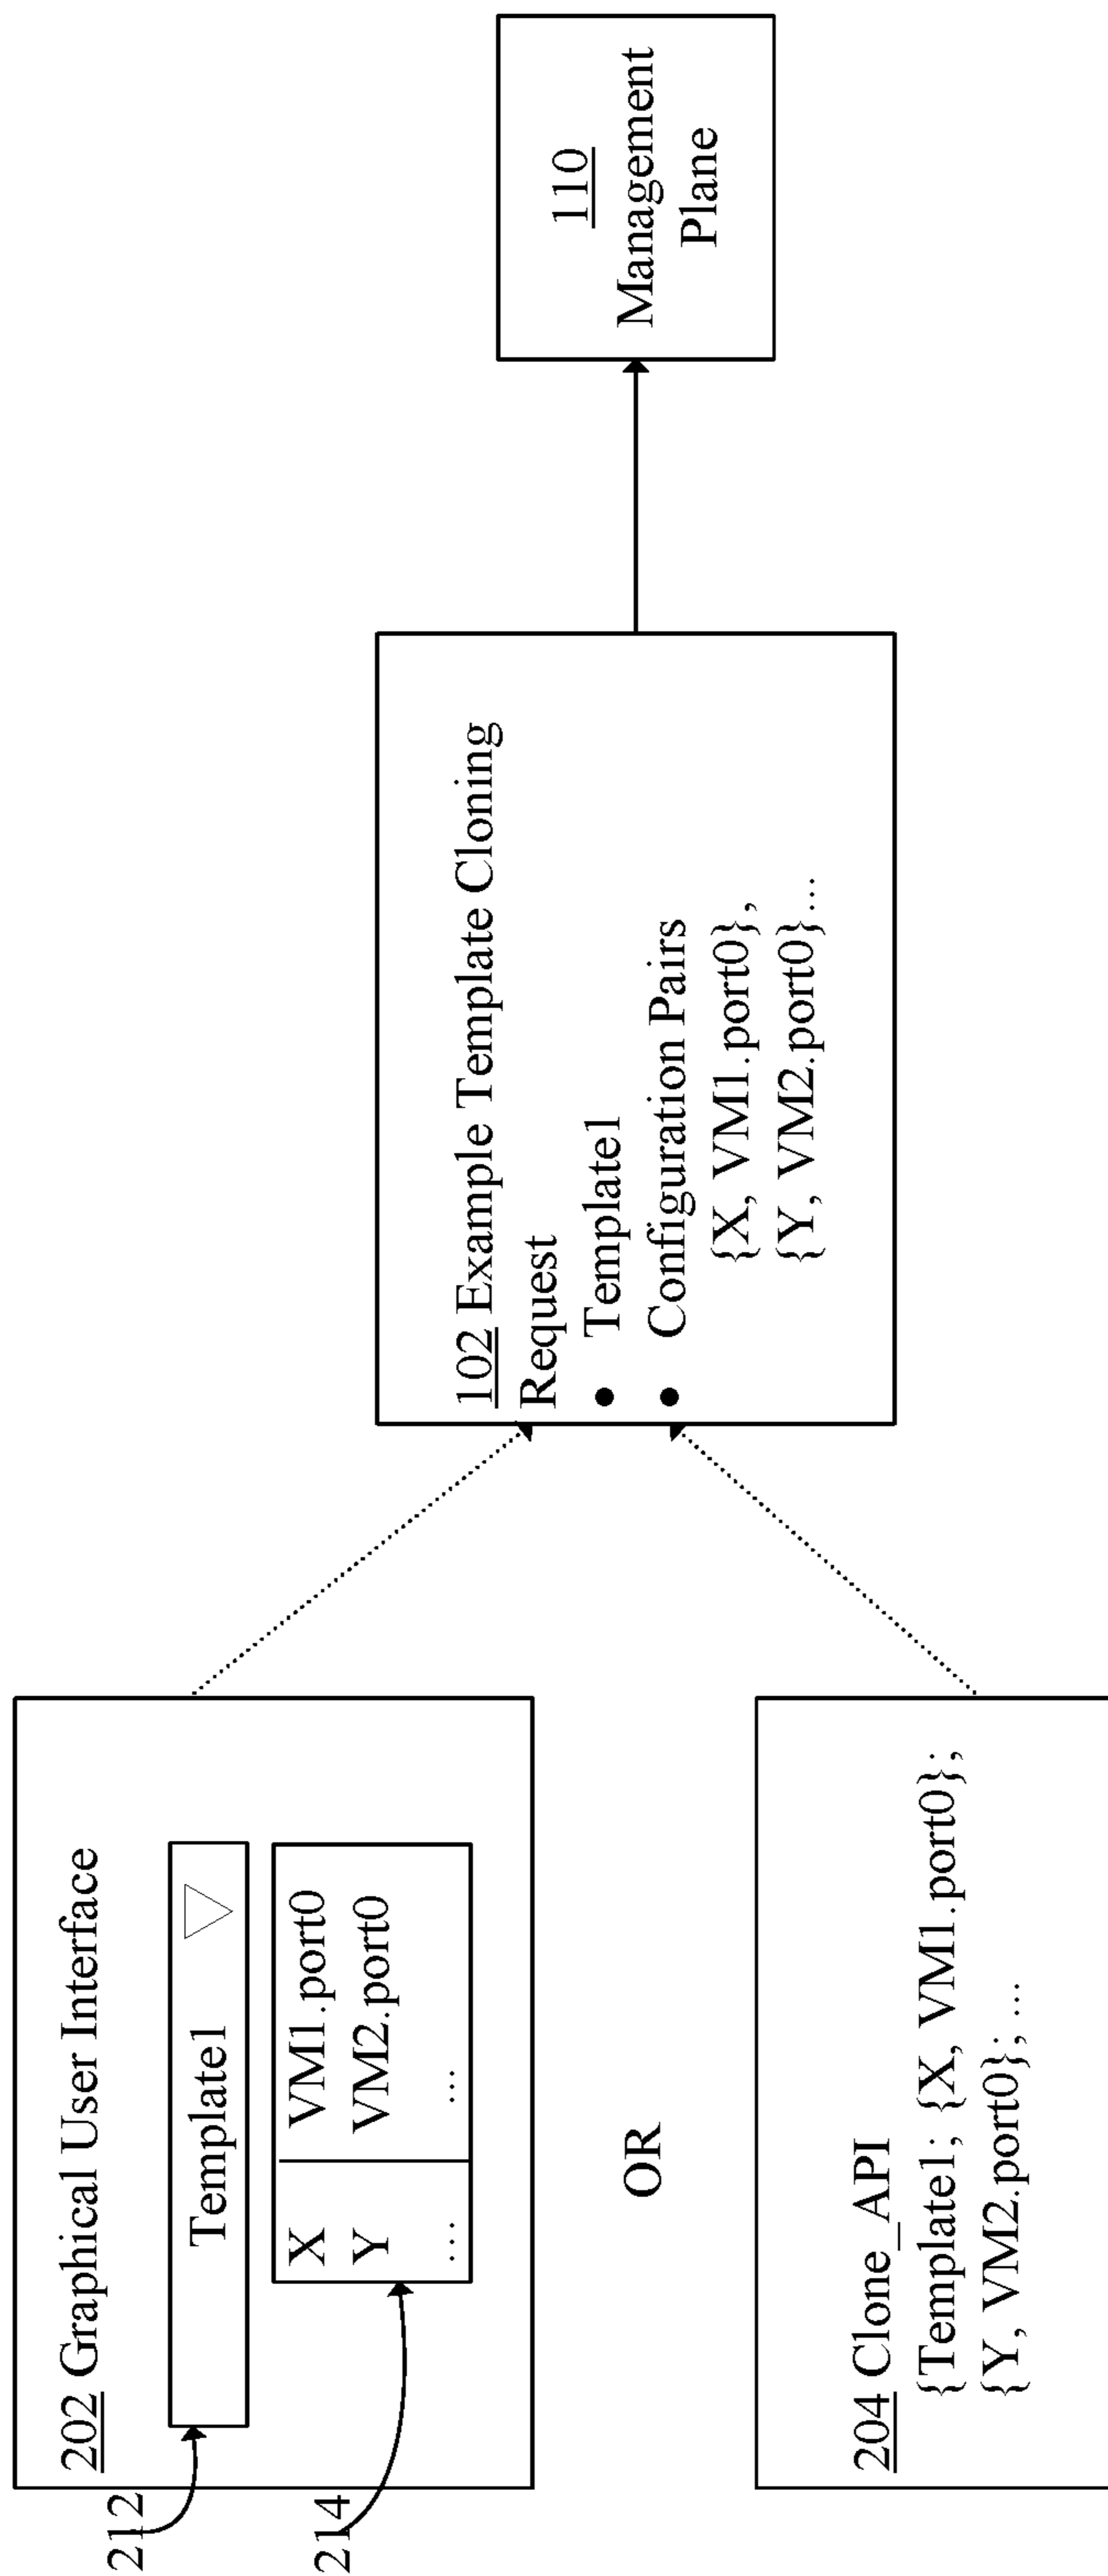 202 Graphical User Interface
212
Template1
214
X VM1.port0
Y VM2.port0
... ...
OR
204 Clone_API
{Template1; {X, VM1.port0};
{Y, VM2.port0}; ...
102 Example Template Cloning
Request
• Template1
• Configuration Pairs
{X, VM1.port0},
{Y, VM2.port0}...
110
Management
Plane